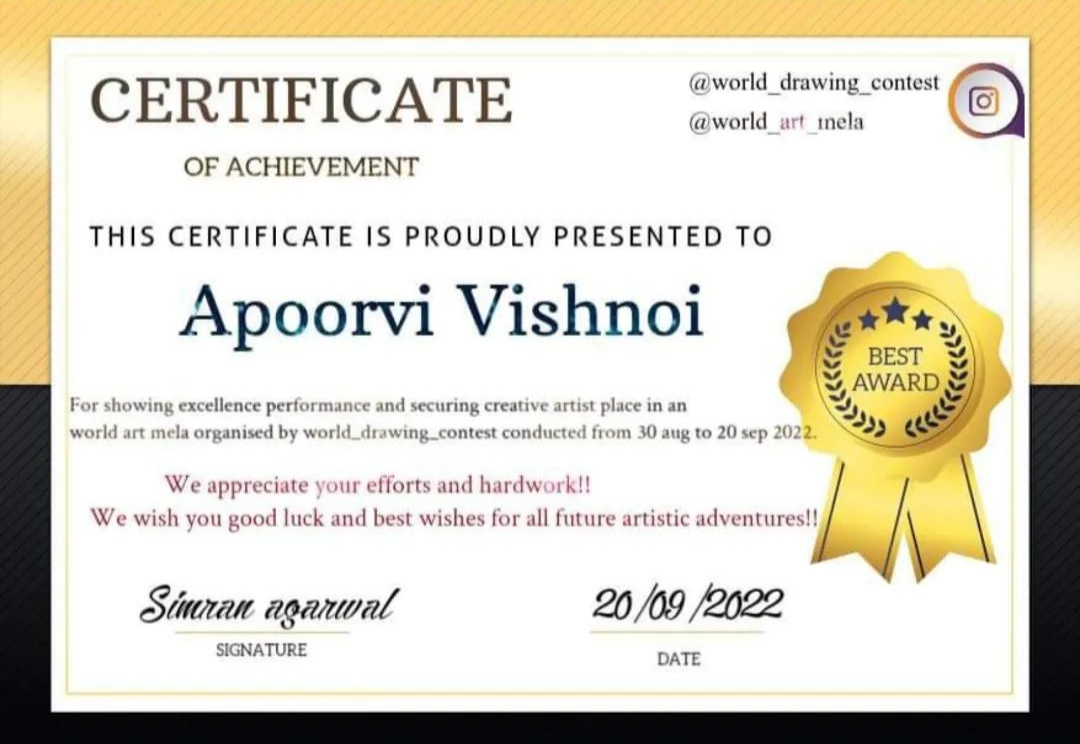 CERTIFICATE
OF ACHIEVEMENT
@world_drawing_contest
@world_art_mela
THIS CERTIFICATE IS PROUDLY PRESENTED TO
Apoorvi Vishnoi
BEST
AWARD
For showing excellence performance and securing creative artist place in an
world art mela organised by world_drawing_contest conducted from 30 aug to 20 sep 2022.
We appreciate your efforts and hardwork!!
We wish you good luck and best wishes for all future artistic adventures!!
Simran agarwal
SIGNATURE
20/09/2022
DATE